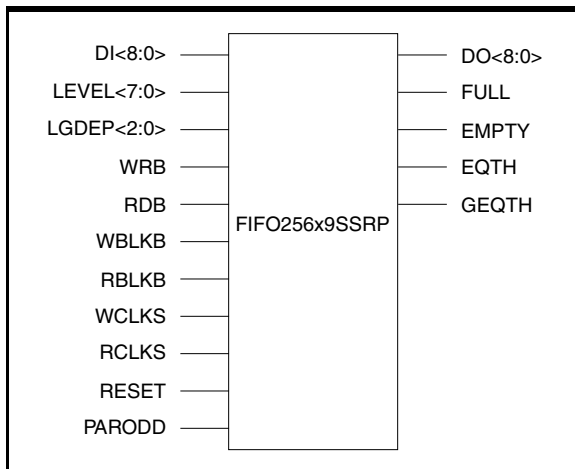 DI<8:0>
LEVEL<7:0>
LGDEP<2:0>
WRB
RDB
WBLKB
RBLKB
WCLKS
RCLKS
RESET
PARODD
FIFO256x9SSRP
DO<8:0>
FULL
EMPTY
EQTH
GEQTH